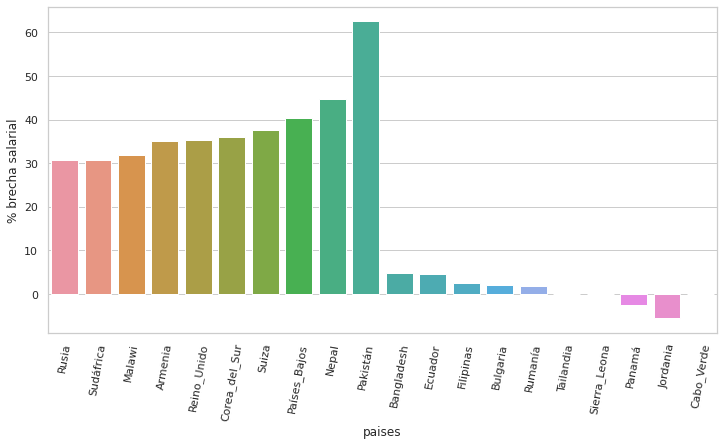 60
50
40
30
20
10
0
% brecha salarial
Rusia
Sudáfrica
Malawi
Armenia
Reino_Unido
Corea_del_Sur
Suiza
Países_Bajos
Nepal
Pakistán
Bangladesh
Ecuador
Filipinas
Bulgaria
Rumanía
Tailandia
Sierra_Leona
Panamá
Jordania
Cabo_Verde
paises